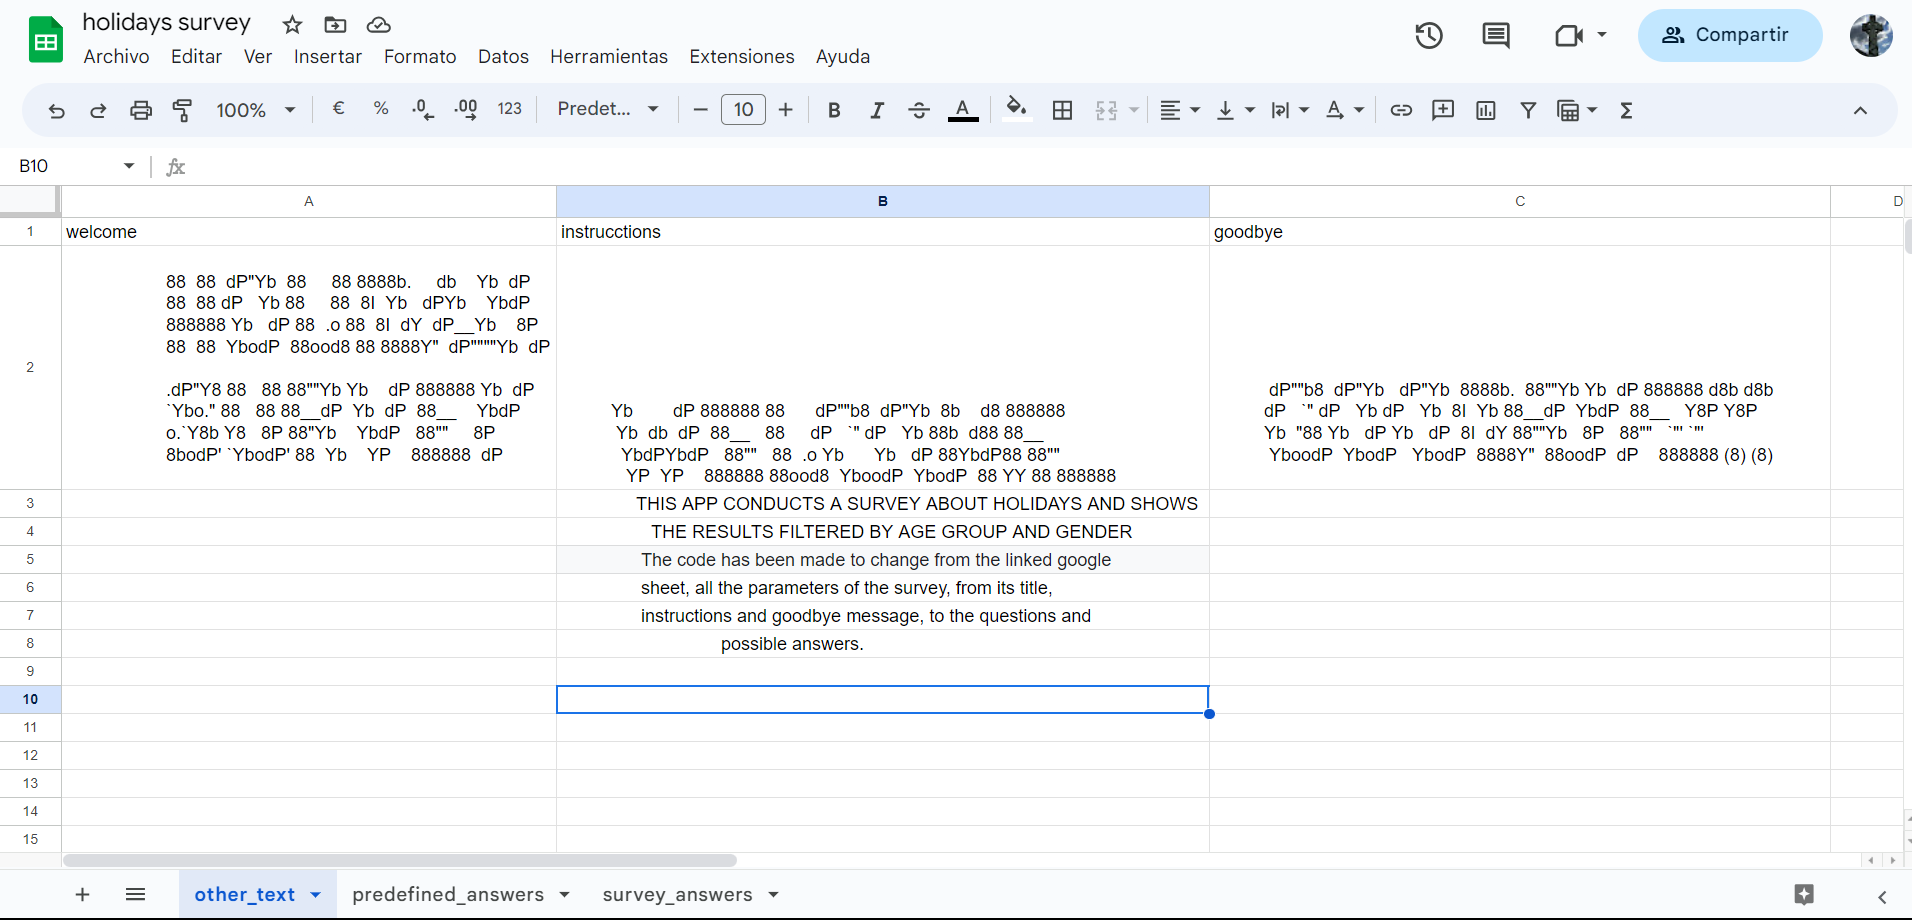 holidays survey
Archivo Editar Ver Insertar Formato Datos Herramientas Extensiones Ayuda
Compartir
100% € % .0 .00 123 Predet... 10 B I A
B10 fx
A B C D
1 welcome instrucctions goodbye
2
88  88  dP"Yb  88     88 8888b.     db    Yb  dP
88  88 dP   Yb 88     88  8I  Yb   dPYb    YbdP
888888 Yb   dP 88  .o 88  8I  dY  dP__Yb    8P
88  88  YbodP  88ood8 88 8888Y"  dP""""Yb  dP
.dP"Y8 88   88 88""Yb Yb    dP 888888 Yb  dP
`Ybo." 88   88 88__dP  Yb  dP  88__    YbdP
o.`Y8b Y8   8P 88"Yb    YbdP   88""     8P
8bodP' `YbodP' 88  Yb    YP    888888  dP
Yb        dP 888888 88      dP""b8  dP"Yb  8b    d8 888888
Yb  db  dP  88__   88     dP   `" dP   Yb 88b  d88 88__
YbdPYbdP   88""   88  .o Yb      Yb   dP 88YbdP88 88""
YP  YP    888888 88ood8  YboodP  YbodP  88 YY 88 888888
dP""b8  dP"Yb   dP"Yb  8888b.  88""Yb Yb  dP 888888 d8b d8b
dP   `" dP   Yb dP   Yb  8I  Yb 88__dP  YbdP  88__   Y8P Y8P
Yb  "88 Yb   dP Yb   dP  8I  dY 88""Yb   8P   88""   `"' `"'
YboodP  YbodP   YbodP  8888Y"  88oodP  dP    888888 (8) (8)
3 THIS APP CONDUCTS A SURVEY ABOUT HOLIDAYS AND SHOWS
4 THE RESULTS FILTERED BY AGE GROUP AND GENDER
5 The code has been made to change from the linked google
6 sheet, all the parameters of the survey, from its title,
7 instructions and goodbye message, to the questions and
8 possible answers.
9
10
11
12
13
14
15
other_text predefined_answers survey_answers